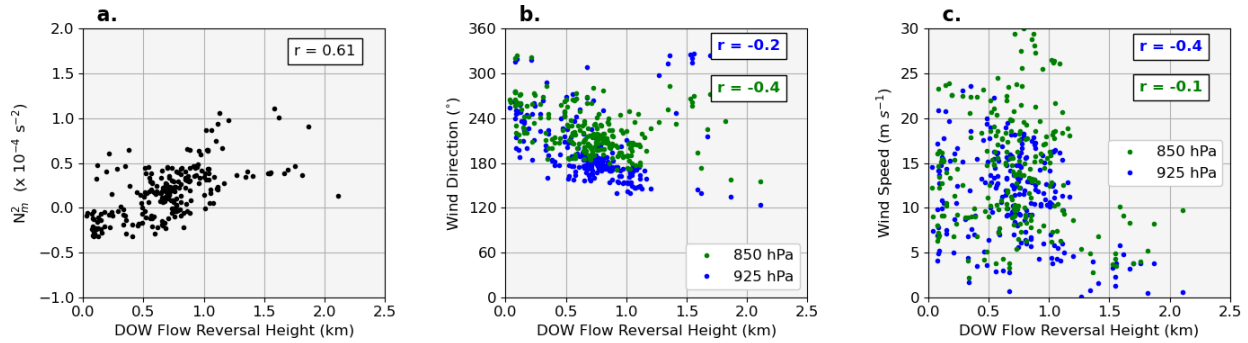 a.
r = 0.61
2.0
1.5
1.0
0.5
0.0
−0.5
−1.0
N²ₘ (x 10⁻⁴ s⁻²)
0.0 0.5 1.0 1.5 2.0 2.5
DOW Flow Reversal Height (km)
b.
r = -0.2
r = -0.4
360
300
240
180
120
60
0
Wind Direction (°)
850 hPa
925 hPa
0.0 0.5 1.0 1.5 2.0 2.5
DOW Flow Reversal Height (km)
c.
r = -0.4
r = -0.1
30
25
20
15
10
5
0
Wind Speed (m s⁻¹)
850 hPa
925 hPa
0.0 0.5 1.0 1.5 2.0 2.5
DOW Flow Reversal Height (km)